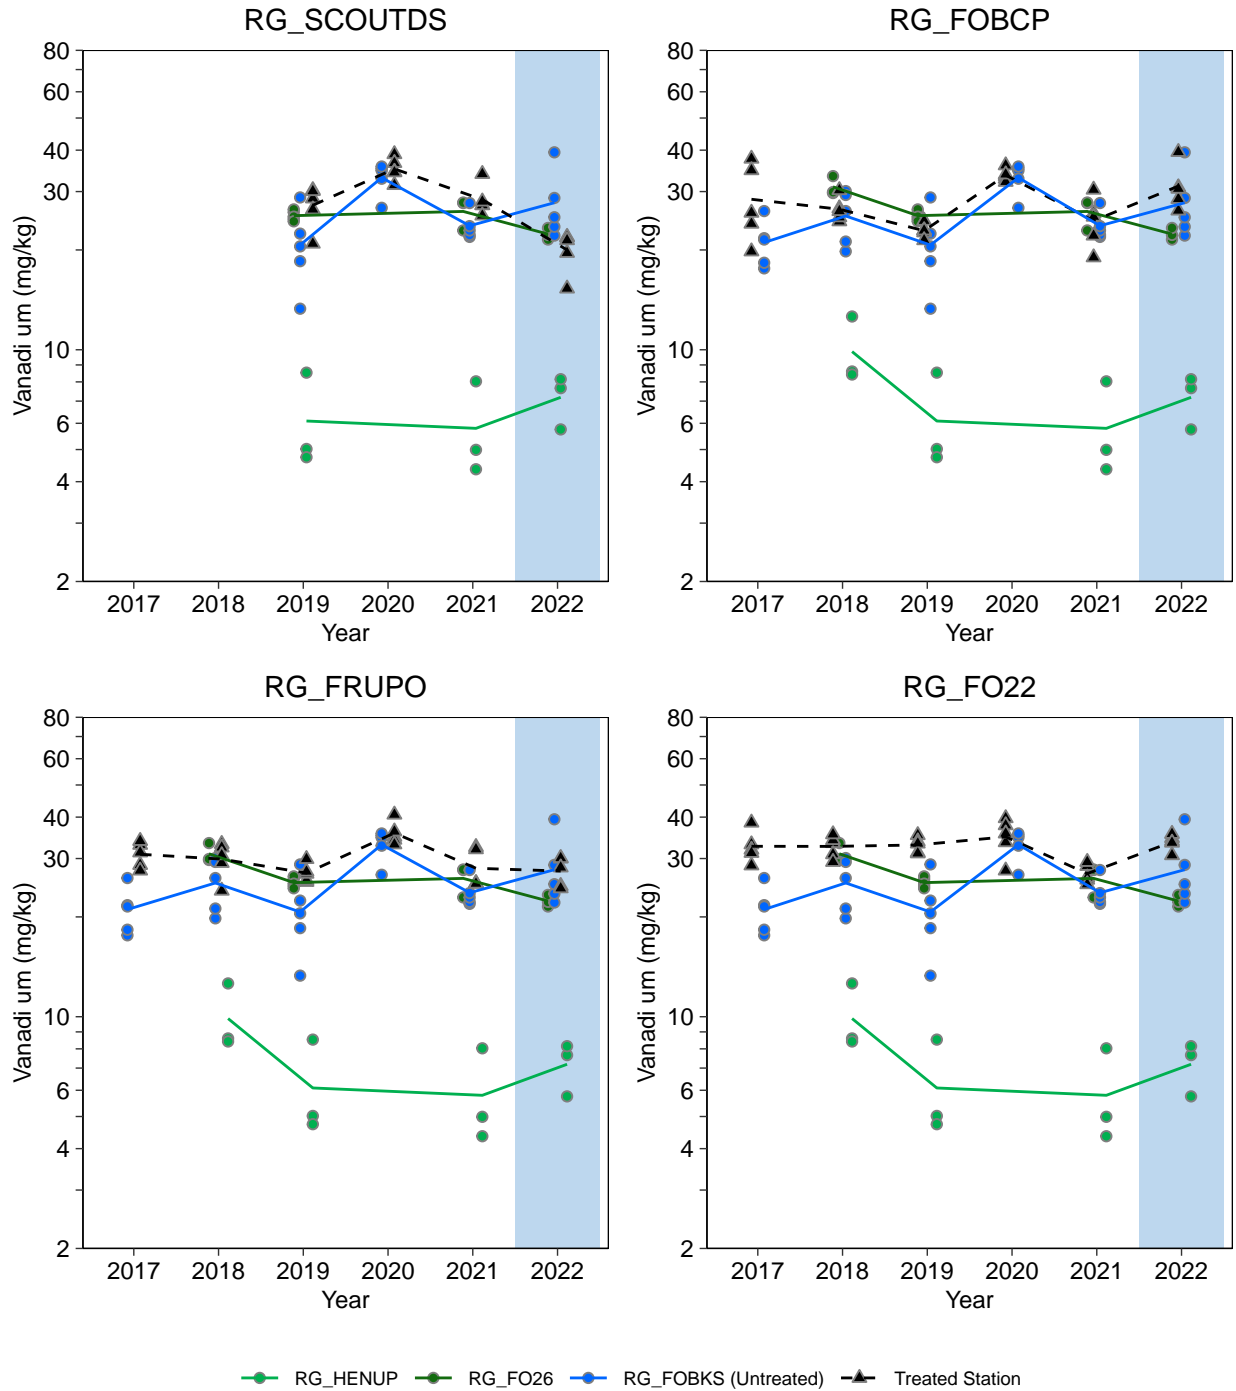 RG_SCOUTDS
RG_FOBCP
80
60
40
30
10
6
4
2
Vanadi um (mg/kg)
2017 2018 2019 2020 2021 2022
Year
80
60
40
30
10
6
4
2
Vanadi um (mg/kg)
2017 2018 2019 2020 2021 2022
Year
RG_FRUPO
RG_FO22
80
60
40
30
10
6
4
2
Vanadi um (mg/kg)
2017 2018 2019 2020 2021 2022
Year
80
60
40
30
10
6
4
2
Vanadi um (mg/kg)
2017 2018 2019 2020 2021 2022
Year
RG_HENUP RG_FO26 RG_FOBKS (Untreated) Treated Station